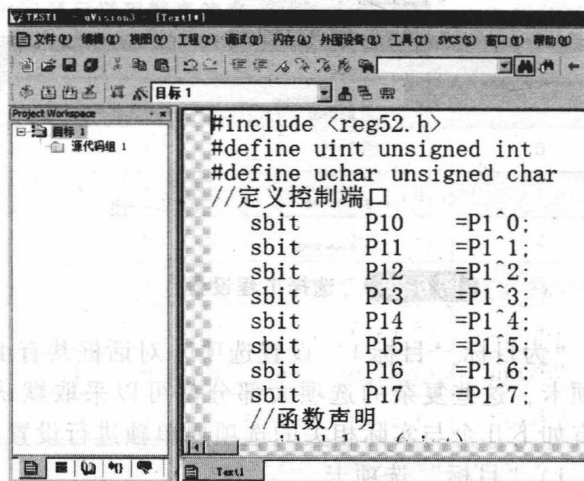 TEST1 - uVision3 - [Text1*]
文件(F) 编辑(E) 视图(V) 工程(P) 调试(D) 闪存(A) 外围设备(R) 工具(T) SVCS(S) 窗口(W) 帮助(H)
目标 1
Project Workspace
目标 1
源代码组 1
#include <reg52.h>
#define uint unsigned int
#define uchar unsigned char
//定义控制端口
sbit P10 =P1^0;
sbit P11 =P1^1;
sbit P12 =P1^2;
sbit P13 =P1^3;
sbit P14 =P1^4;
sbit P15 =P1^5;
sbit P16 =P1^6;
sbit P17 =P1^7;
//函数声明
Text1